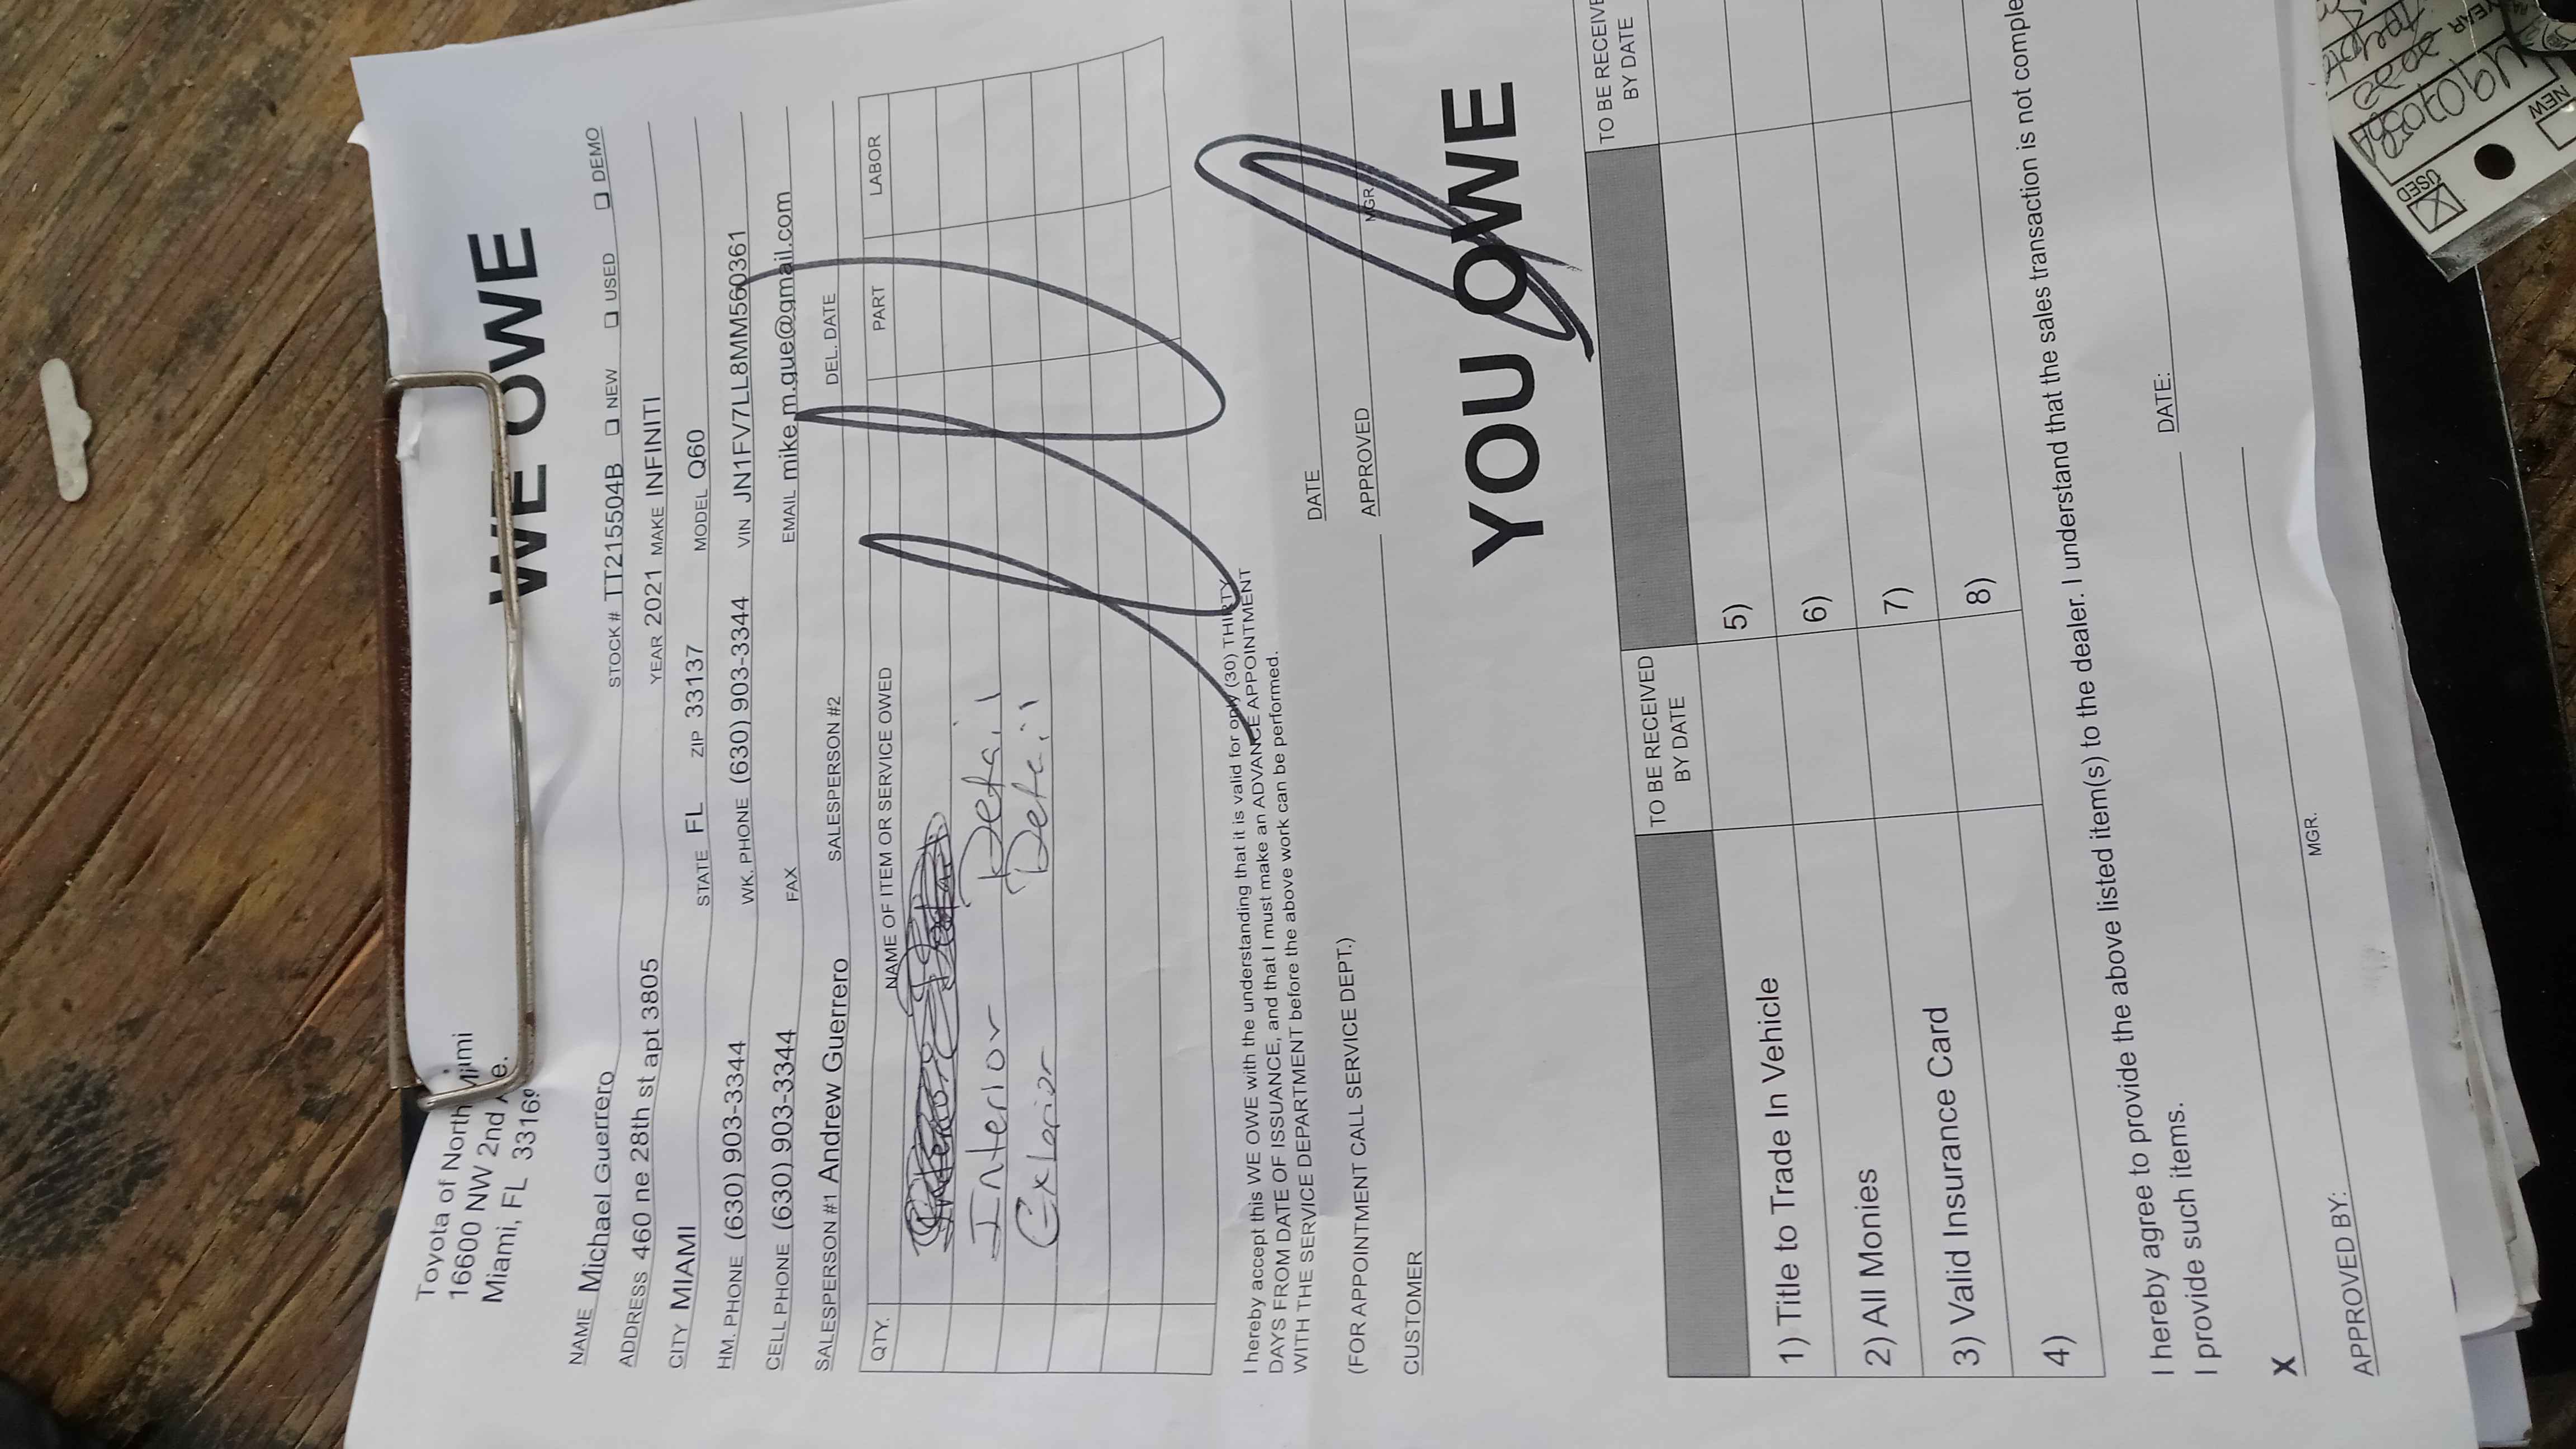 Toyota of North Miami
16600 NW 2nd Ave.
Miami, FL 33169
WE OWE
NAME Michael Guerrero STOCK # TT215504B ❑ NEW ❑ USED ❑ DEMO
ADDRESS 460 ne 28th st apt 3805 YEAR 2021 MAKE INFINITI
CITY MIAMI STATE FL ZIP 33137 MODEL Q60
HM. PHONE (630) 903-3344 WK. PHONE (630) 903-3344 VIN JN1FV7LL8MM560361
CELL PHONE (630) 903-3344 FAX EMAIL mike.m.gue@gmail.com
SALESPERSON #1 Andrew Guerrero SALESPERSON #2 DEL. DATE
QTY. NAME OF ITEM OR SERVICE OWED PART LABOR
Interior Detail
Exterior Detail
I hereby accept this WE OWE with the understanding that it is valid for only (30) THIRTY
DAYS FROM DATE OF ISSUANCE, and that I must make an ADVANCE APPOINTMENT
WITH THE SERVICE DEPARTMENT before the above work can be performed.
DATE
(FOR APPOINTMENT CALL SERVICE DEPT.)
APPROVED MGR.
CUSTOMER
YOU OWE
TO BE RECEIVED BY DATE TO BE RECEIVE BY DATE
1) Title to Trade In Vehicle 5)
2) All Monies 6)
3) Valid Insurance Card 7)
4) 8)
I hereby agree to provide the above listed item(s) to the dealer. I understand that the sales transaction is not comple
I provide such items.
X DATE:
APPROVED BY: MGR.
USED
NEW
YEAR